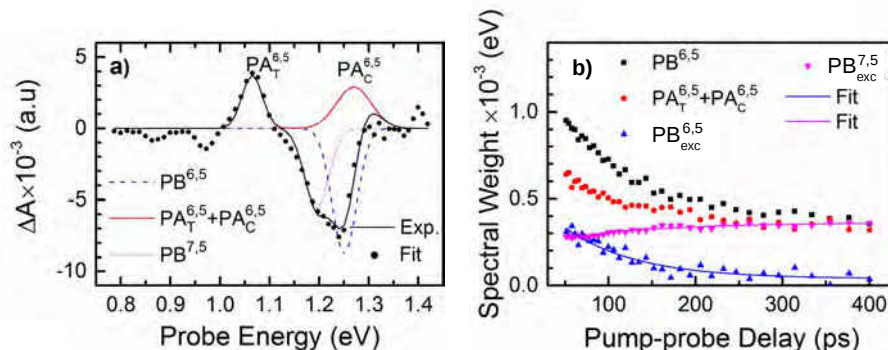 a)
PA_T^6,5
PA_C^6,5
PB^6,5
PA_T^6,5+PA_C^6,5
PB^7,5
Exp.
Fit
5
0
-5
-10
ΔA×10^-3 (a.u)
0.8 0.9 1.0 1.1 1.2 1.3 1.4
Probe Energy (eV)
b)
PB^6,5
PA_T^6,5+PA_C^6,5
PB_exc^6,5
PB_exc^7,5
Fit
Fit
1.0
0.5
0.0
Spectral Weight ×10^-3 (eV)
100 200 300 400
Pump-probe Delay (ps)